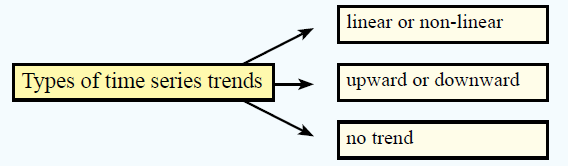 Types of time series trends
linear or non-linear
upward or downward
no trend